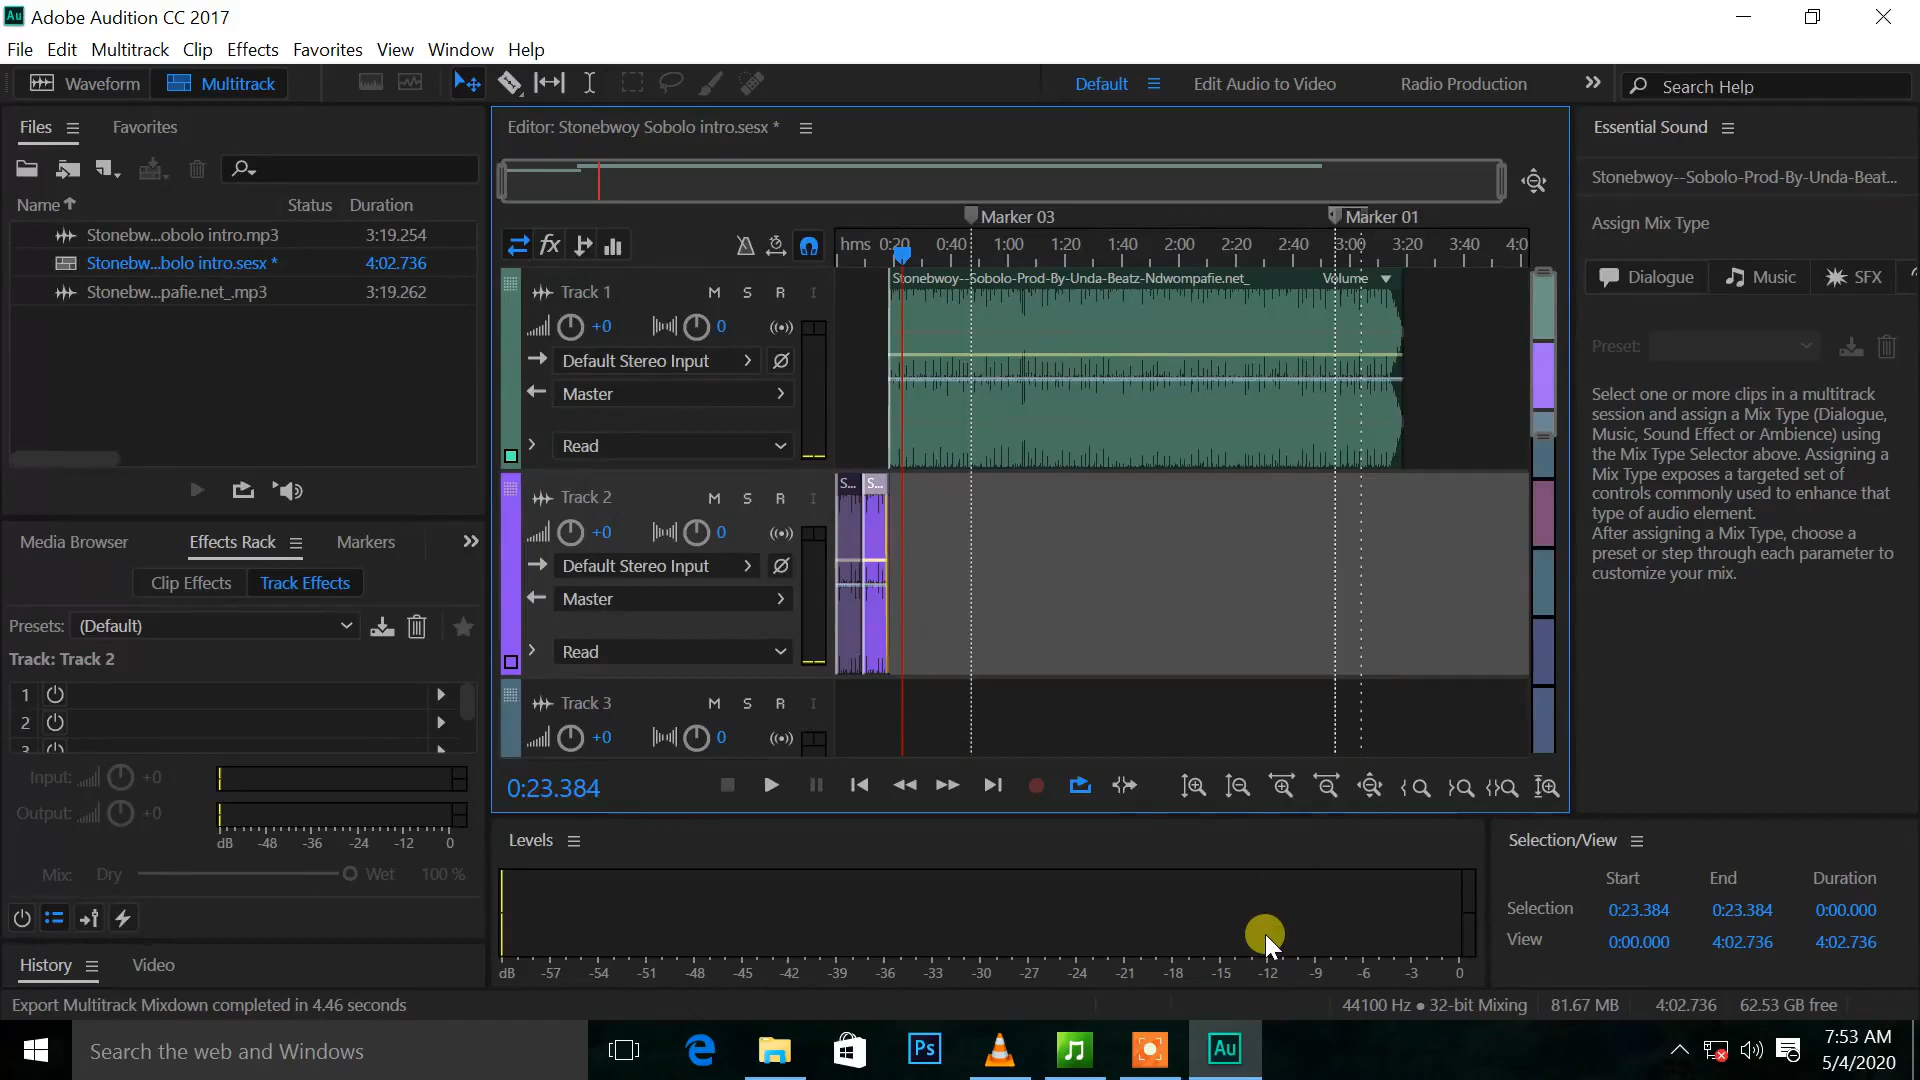 Au Adobe Audition CC 2017
File Edit Multitrack Clip Effects Favorites View Window Help
Waveform Multitrack Default Edit Audio to Video Radio Production Search Help
Files Favorites
Name Status Duration
Stonebw...obolo intro.mp3 3:19.254
Stonebw...bolo intro.sesx * 4:02.736
Stonebw...pafie.net_.mp3 3:19.262
Media Browser Effects Rack Markers
Clip Effects Track Effects
Presets: (Default)
Track: Track 2
1
2
3
Input: +0
Output: +0
dB -48 -36 -24 -12 0
Mix: Dry Wet 100 %
History Video
Editor: Stonebwoy Sobolo intro.sesx *
Marker 03 Marker 01
fx
hms 0:20 0:40 1:00 1:20 1:40 2:00 2:20 2:40 3:00 3:20 3:40 4:0
Stonebwoy--Sobolo-Prod-By-Unda-Beatz-Ndwompafie.net_ Volume
Track 1 M S R I
+0 0
Default Stereo Input
Master
Read
S... S...
Track 2 M S R I
+0 0
Default Stereo Input
Master
Read
Track 3 M S R I
+0 0
0:23.384
Levels
dB -57 -54 -51 -48 -45 -42 -39 -36 -33 -30 -27 -24 -21 -18 -15 -12 -9 -6 -3 0
Essential Sound
Stonebwoy--Sobolo-Prod-By-Unda-Beat...
Assign Mix Type
Dialogue Music SFX
Preset:
Select one or more clips in a multitrack
session and assign a Mix Type (Dialogue,
Music, Sound Effect or Ambience) using
the Mix Type Selector above. Assigning a
Mix Type exposes a targeted set of
controls commonly used to enhance that
type of audio element.
After assigning a Mix Type, choose a
preset or step through each parameter to
customize your mix.
Selection/View
Start End Duration
Selection 0:23.384 0:23.384 0:00.000
View 0:00.000 4:02.736 4:02.736
Export Multitrack Mixdown completed in 4.46 seconds
44100 Hz ● 32-bit Mixing 81.67 MB 4:02.736 62.53 GB free
Search the web and Windows
Ps
Au
7:53 AM
5/4/2020